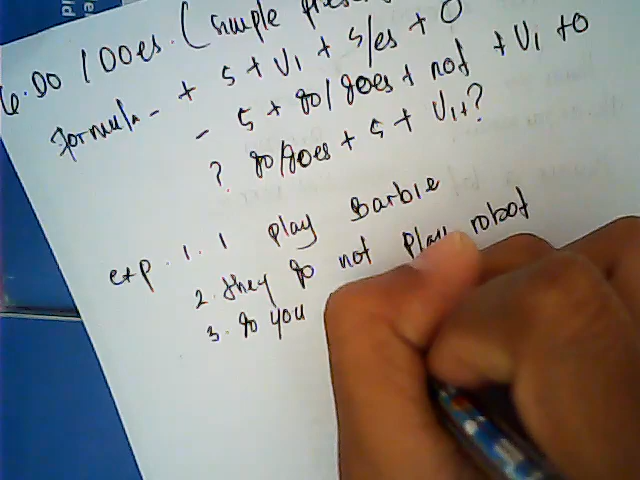 6. DO / DOes. (Simple Prese
Formula - + S + V1 + S/es + O
- S + do/does + not + V1 + O
? do/does + S + V1 + ?
exp. 1. I play Barbie
2. they do not play robot
3. do you